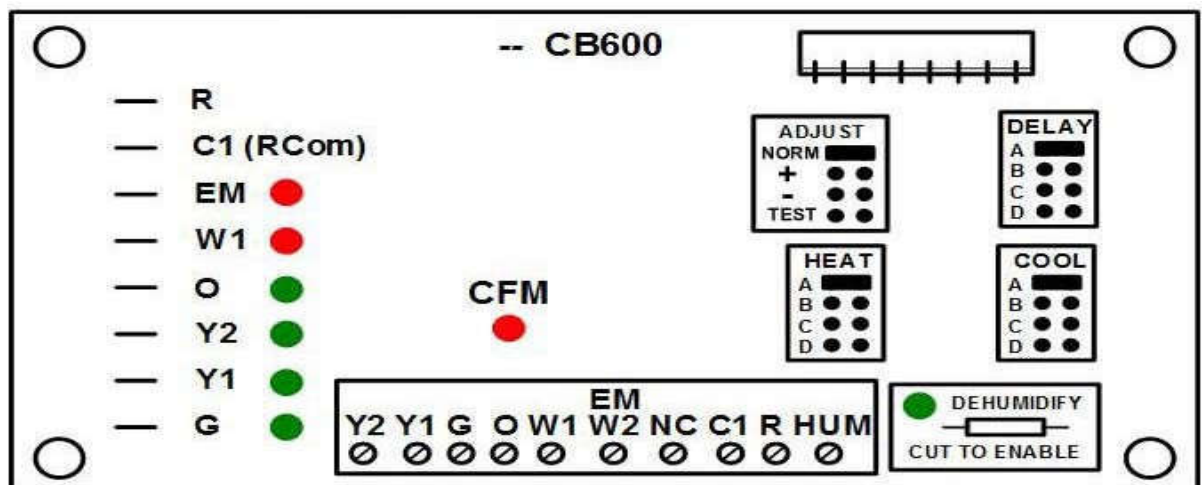 -- CB600
R
C1 (RCom)
EM
W1
O
Y2
Y1
G
CFM
ADJUST
NORM
+
-
TEST
DELAY
A
B
C
D
HEAT
A
B
C
D
COOL
A
B
C
D
EM
Y2 Y1 G O W1 W2 NC C1 R HUM
DEHUMIDIFY
CUT TO ENABLE